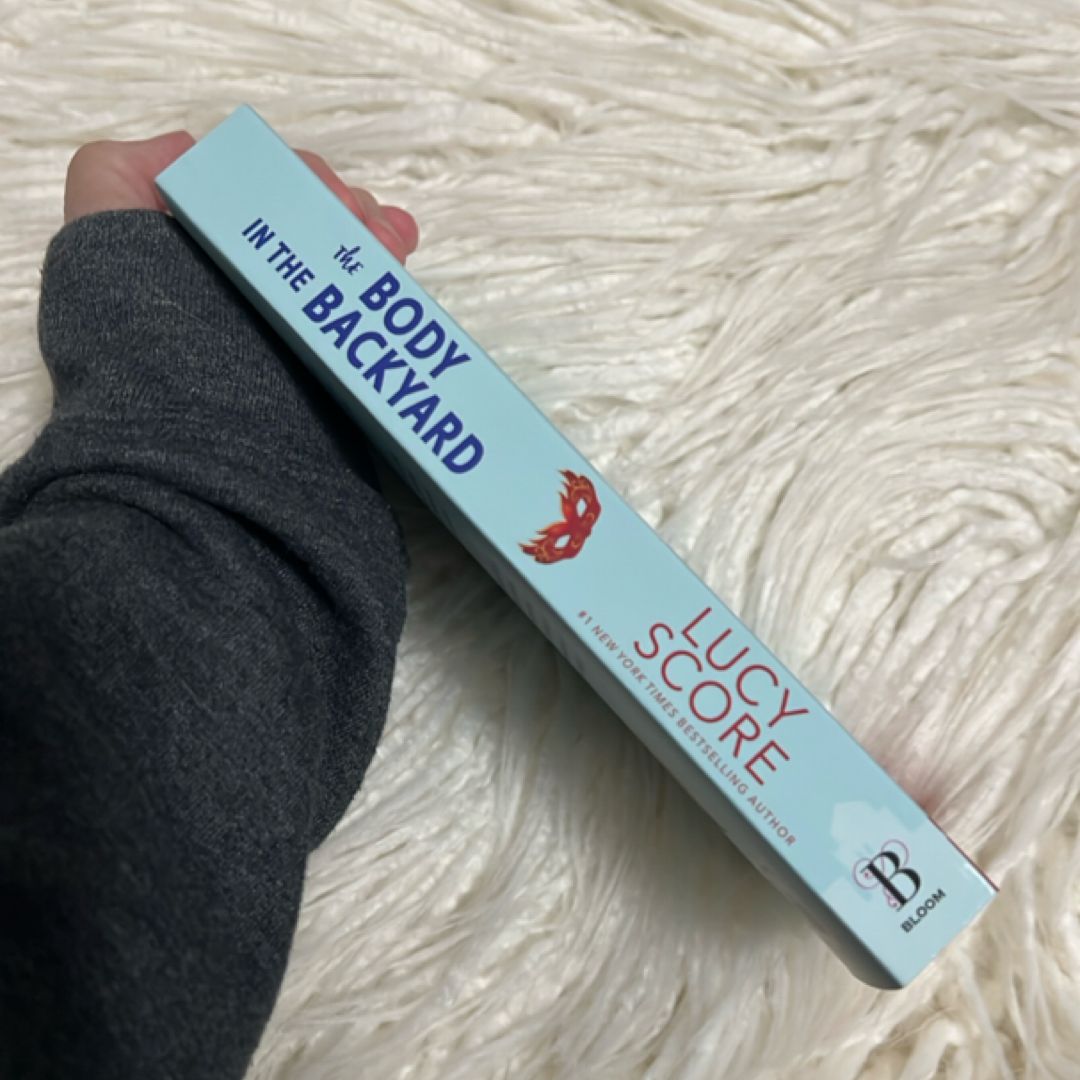 the BODY
IN THE BACKYARD
LUCY
SCORE
#1 NEW YORK TIMES BESTSELLING AUTHOR
B
BLOOM